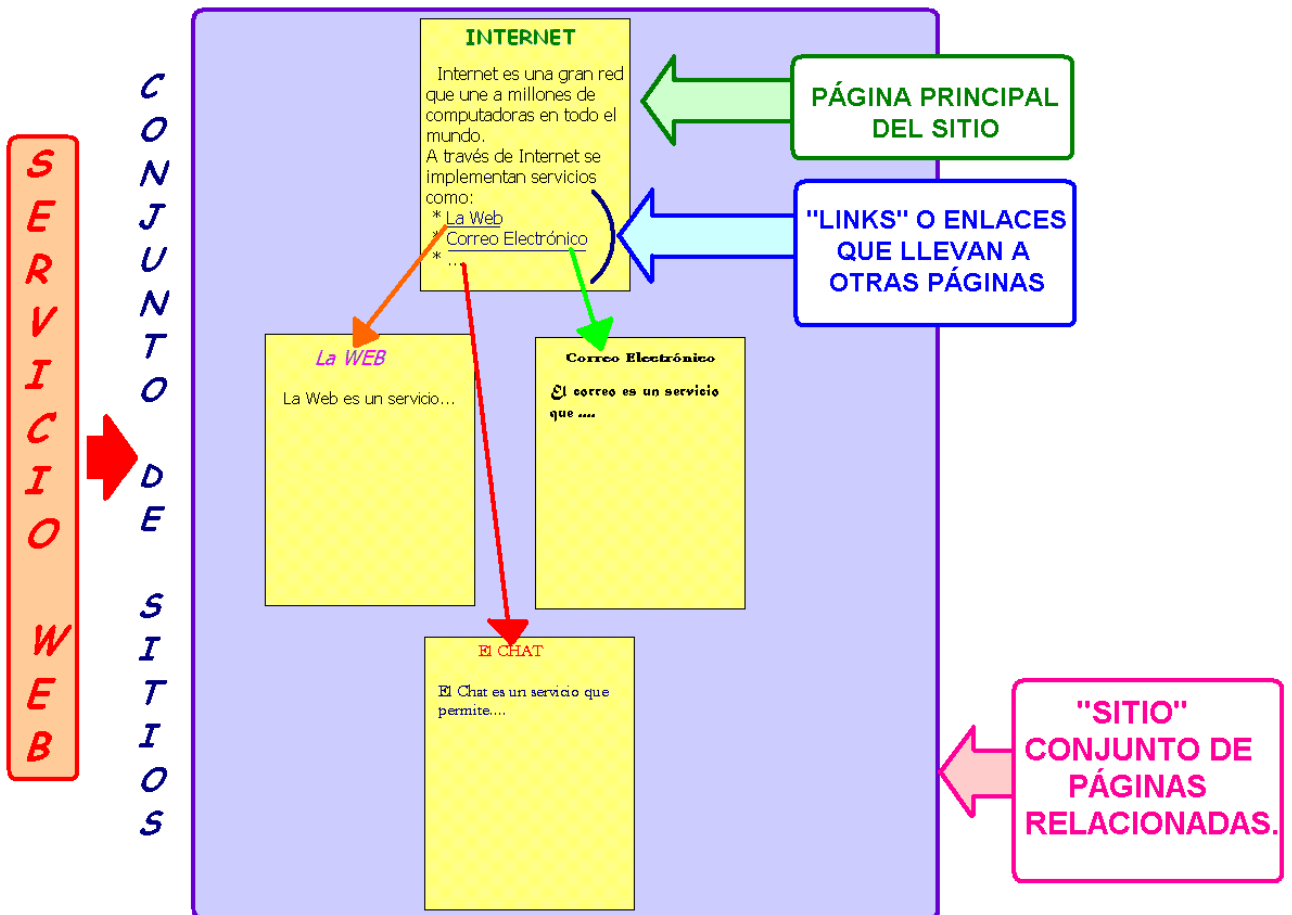 SERVICIO WEB
CONJUNTO DE SITIOS
INTERNET
Internet es una gran red
que une a millones de
computadoras en todo el
mundo.
A través de Internet se
implementan servicios
como:
* La Web
* Correo Electrónico
* ...
PÁGINA PRINCIPAL
DEL SITIO
"LINKS" O ENLACES
QUE LLEVAN A
OTRAS PÁGINAS
La WEB
La Web es un servicio...
Correo Electrónico
El correo es un servicio
que ....
El CHAT
El Chat es un servicio que
permite....
"SITIO"
CONJUNTO DE
PÁGINAS
RELACIONADAS.